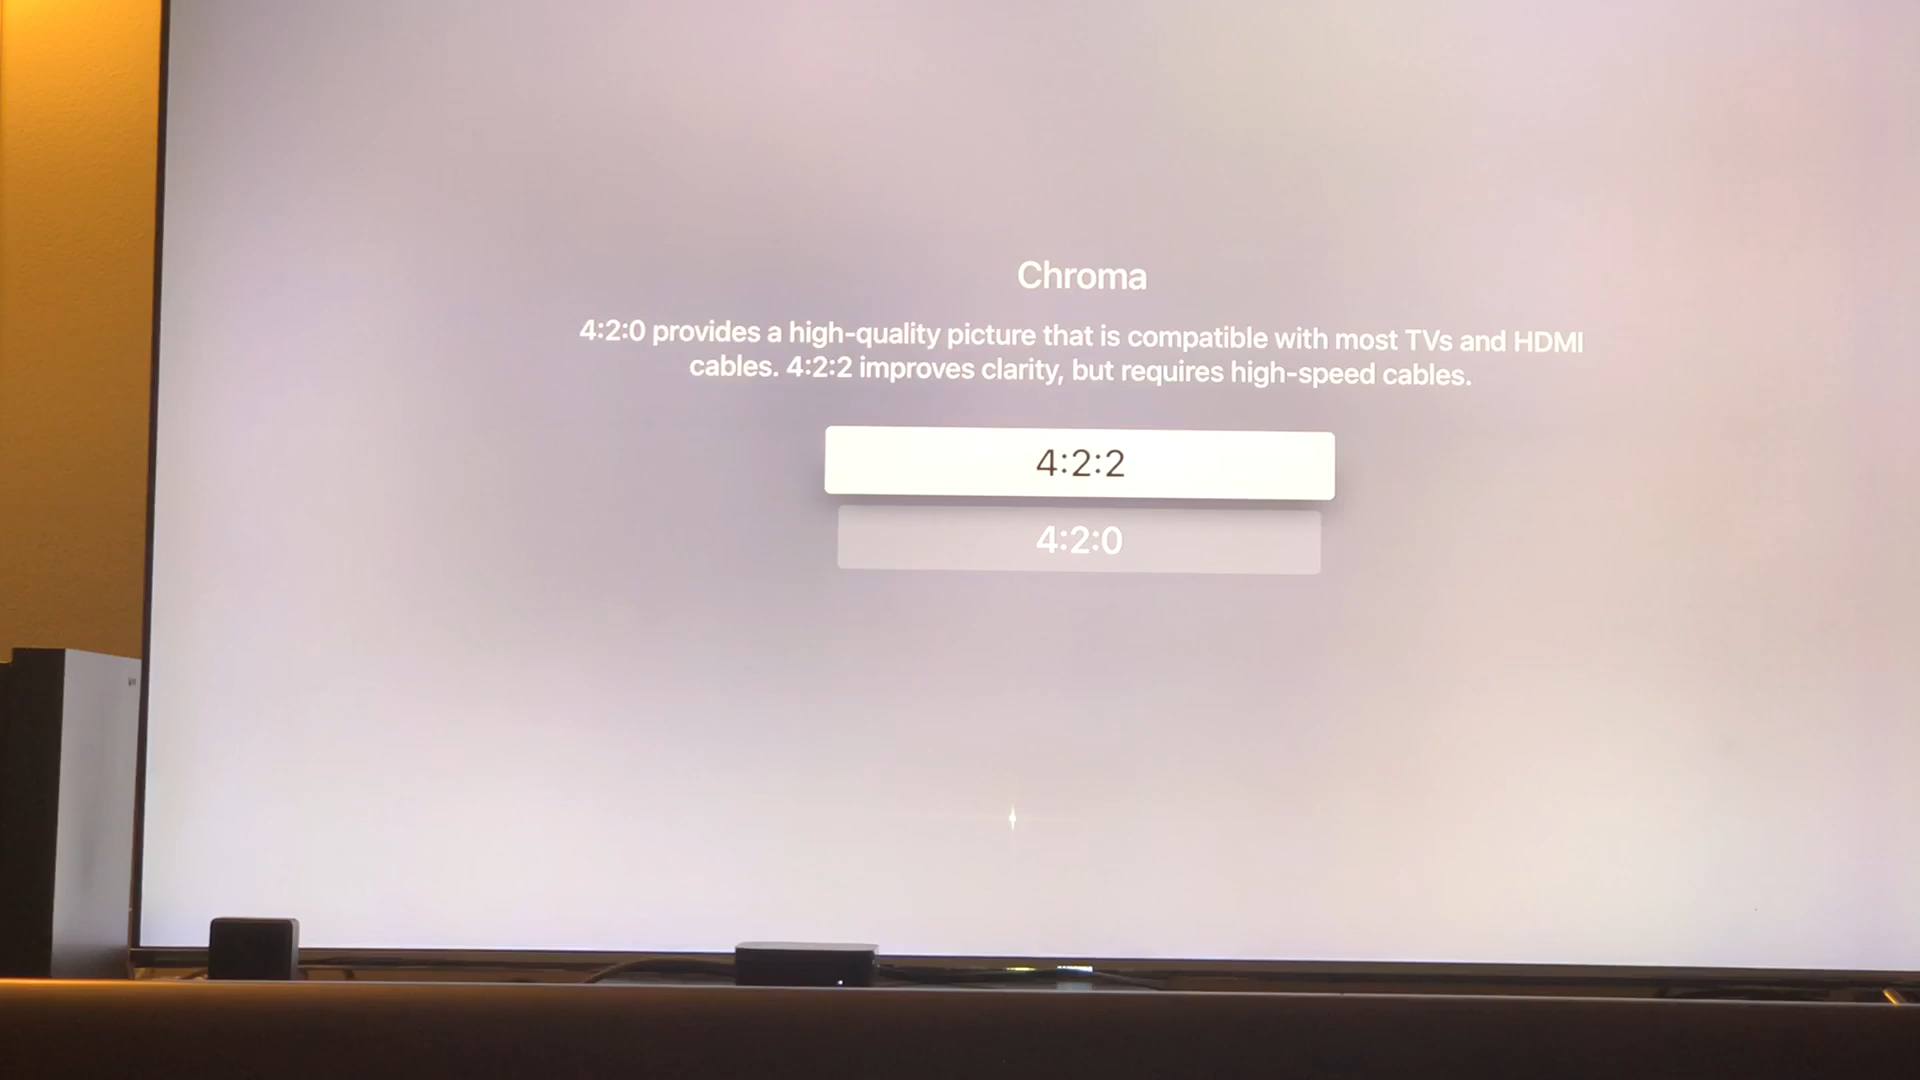 Chroma
4:2:0 provides a high-quality picture that is compatible with most TVs and HDMI
cables. 4:2:2 improves clarity, but requires high-speed cables.
4:2:2
4:2:0